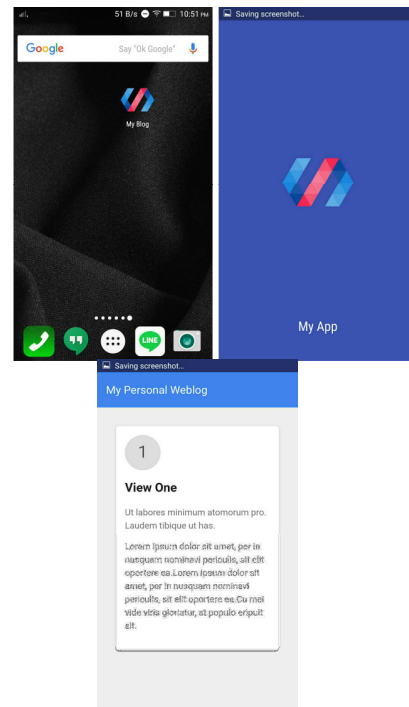 51 B/s 10:51 PM
Google Say "Ok Google"
My Blog
LINE
Saving screenshot...
My App
Saving screenshot...
My Personal Weblog
1
View One
Ut labores minimum atomorum pro.
Laudem tibique ut has.
Lorem ipsum dolor sit amet, per in
nusquam nominavi periculis, sit elit
oportere ea.Lorem ipsum dolor sit
amet, per in nusquam nominavi
periculis, sit elit oportere ea.Cu mei
vide viris gloriatur, at populo eripuit
sit.